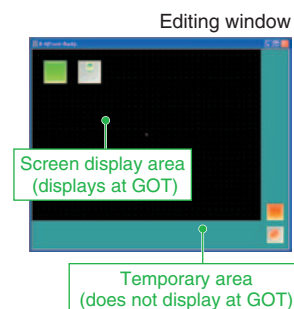 Editing window
Screen display area
(displays at GOT)
Temporary area
(does not display at GOT)